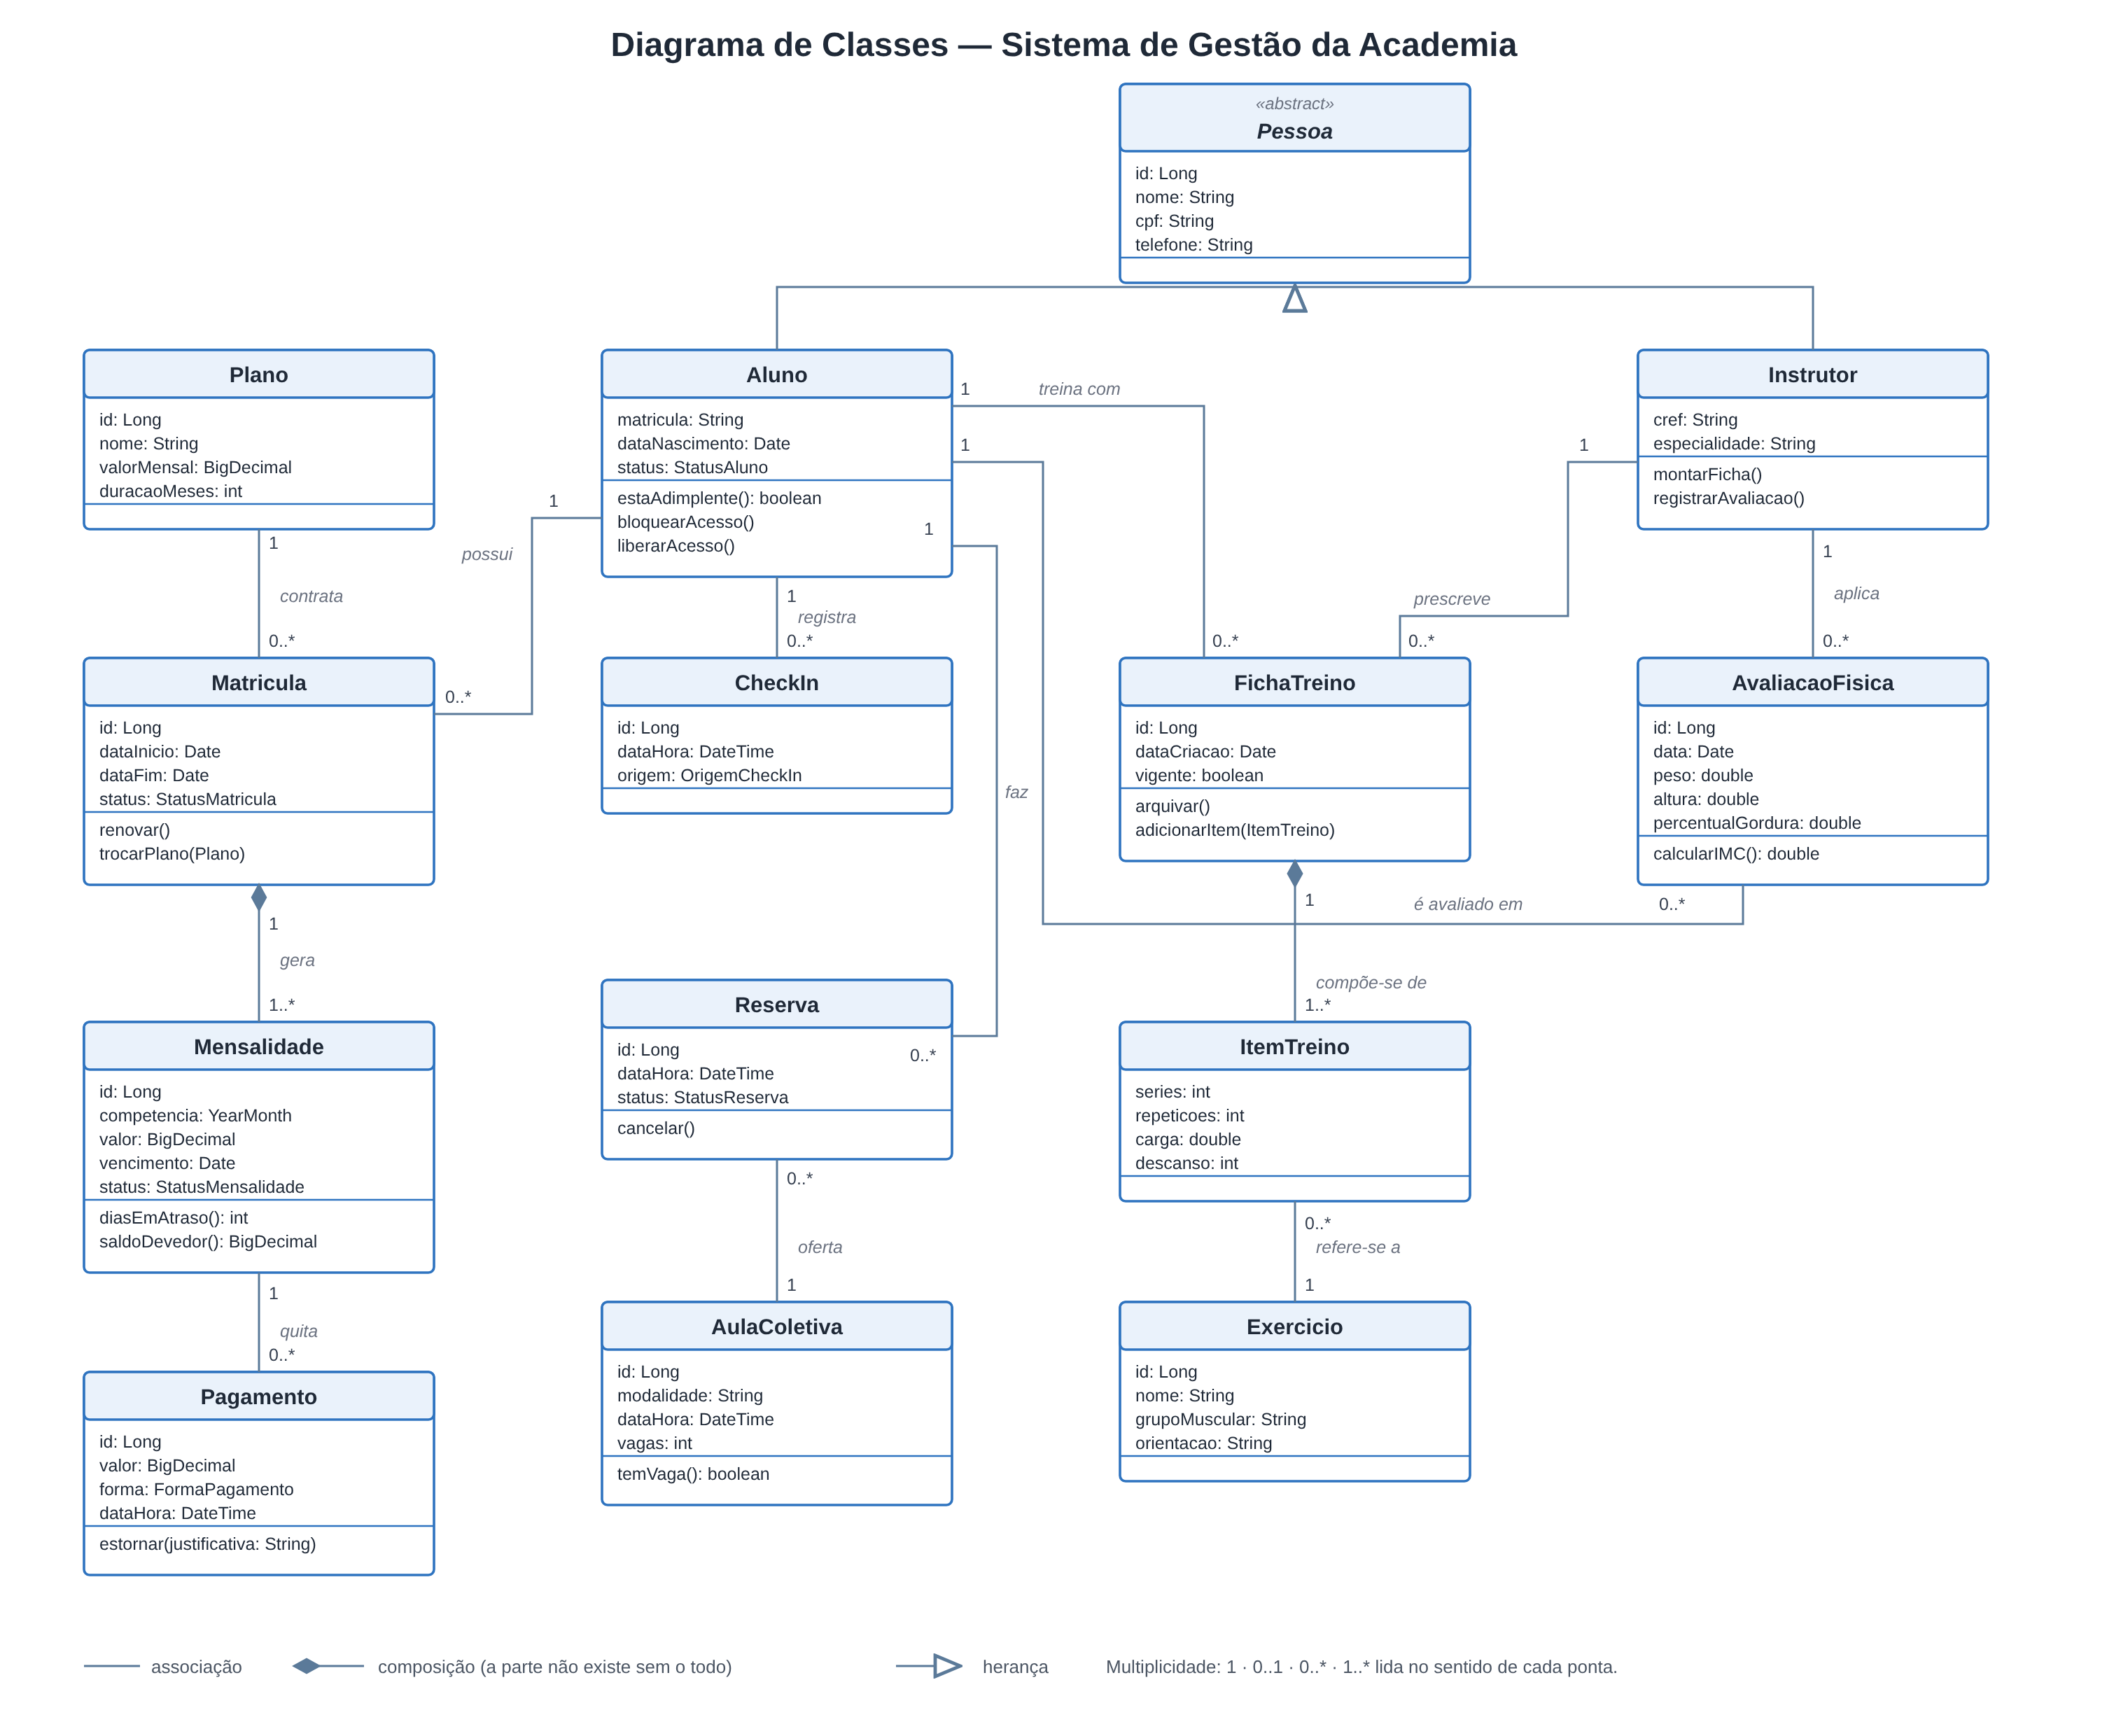 Diagrama de Classes — Sistema de Gestão da Academia
«abstract»
Pessoa
id: Long
nome: String
cpf: String
telefone: String
Plano
id: Long
nome: String
valorMensal: BigDecimal
duracaoMeses: int
Aluno
matricula: String
dataNascimento: Date
status: StatusAluno
estaAdimplente(): boolean
bloquearAcesso()
liberarAcesso()
Instrutor
cref: String
especialidade: String
montarFicha()
registrarAvaliacao()
1
contrata
0..*
1
possui
0..*
1
registra
0..*
1
treina com
0..*
1
é avaliado em
0..*
1
faz
0..*
1
prescreve
0..*
1
aplica
0..*
Matricula
id: Long
dataInicio: Date
dataFim: Date
status: StatusMatricula
renovar()
trocarPlano(Plano)
CheckIn
id: Long
dataHora: DateTime
origem: OrigemCheckIn
FichaTreino
id: Long
dataCriacao: Date
vigente: boolean
arquivar()
adicionarItem(ItemTreino)
AvaliacaoFisica
id: Long
data: Date
peso: double
altura: double
percentualGordura: double
calcularIMC(): double
1
gera
1..*
1
compõe-se de
1..*
Mensalidade
id: Long
competencia: YearMonth
valor: BigDecimal
vencimento: Date
status: StatusMensalidade
diasEmAtraso(): int
saldoDevedor(): BigDecimal
Reserva
id: Long
dataHora: DateTime
status: StatusReserva
cancelar()
ItemTreino
series: int
repeticoes: int
carga: double
descanso: int
1
quita
0..*
0..*
oferta
1
0..*
refere-se a
1
Pagamento
id: Long
valor: BigDecimal
forma: FormaPagamento
dataHora: DateTime
estornar(justificativa: String)
AulaColetiva
id: Long
modalidade: String
dataHora: DateTime
vagas: int
temVaga(): boolean
Exercicio
id: Long
nome: String
grupoMuscular: String
orientacao: String
associação
composição (a parte não existe sem o todo)
herança
Multiplicidade: 1 · 0..1 · 0..* · 1..* lida no sentido de cada ponta.